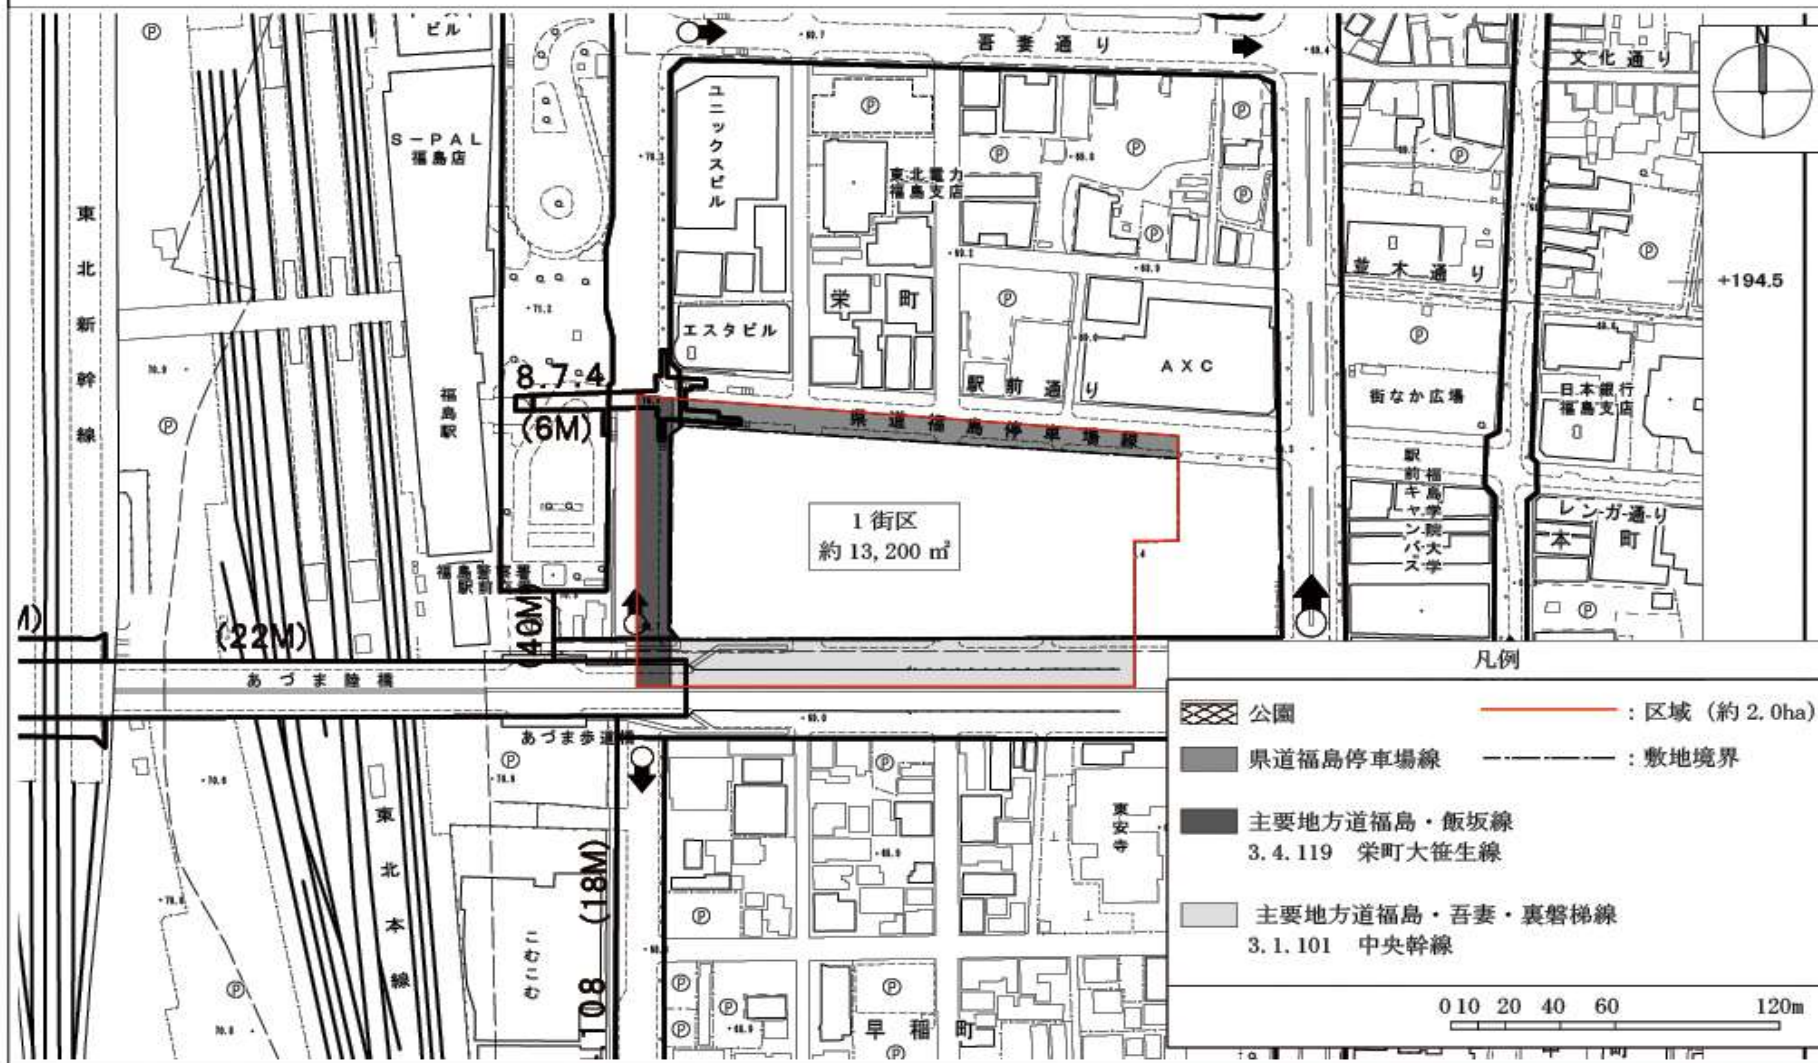 ビル
吾妻通り
文化通り
N
S-PAL
福島店
ユニックスビル
東北電力
福島支店
東北新幹線
並木通り
+194.5
栄町
エスタビル
AXC
駅前通り
街なか広場
日本銀行
福島支店
8.7.4
(6M)
福島駅
県道福島停車場線
福島学院大学
駅前キャンパス
レンガ通り
本町
1街区
約13,200㎡
(40M)
(22M)
あづま陸橋
あづま歩道橋
東北本線
こむこむ
(18M)
108
東安寺
早稲町
凡例
公園
:区域(約2.0ha)
県道福島停車場線
:敷地境界
主要地方道福島・飯坂線
3.4.119 栄町大笹生線
主要地方道福島・吾妻・裏磐梯線
3.1.101 中央幹線
0 10 20 40 60 120m